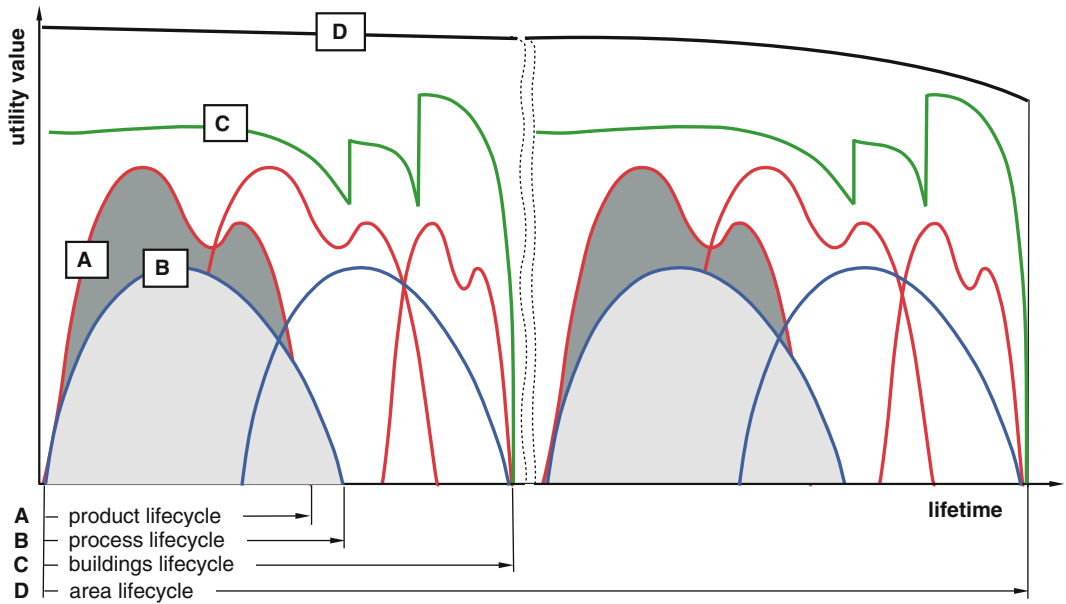 utility value
D
C
A
B
lifetime
A product lifecycle
B process lifecycle
C buildings lifecycle
D area lifecycle